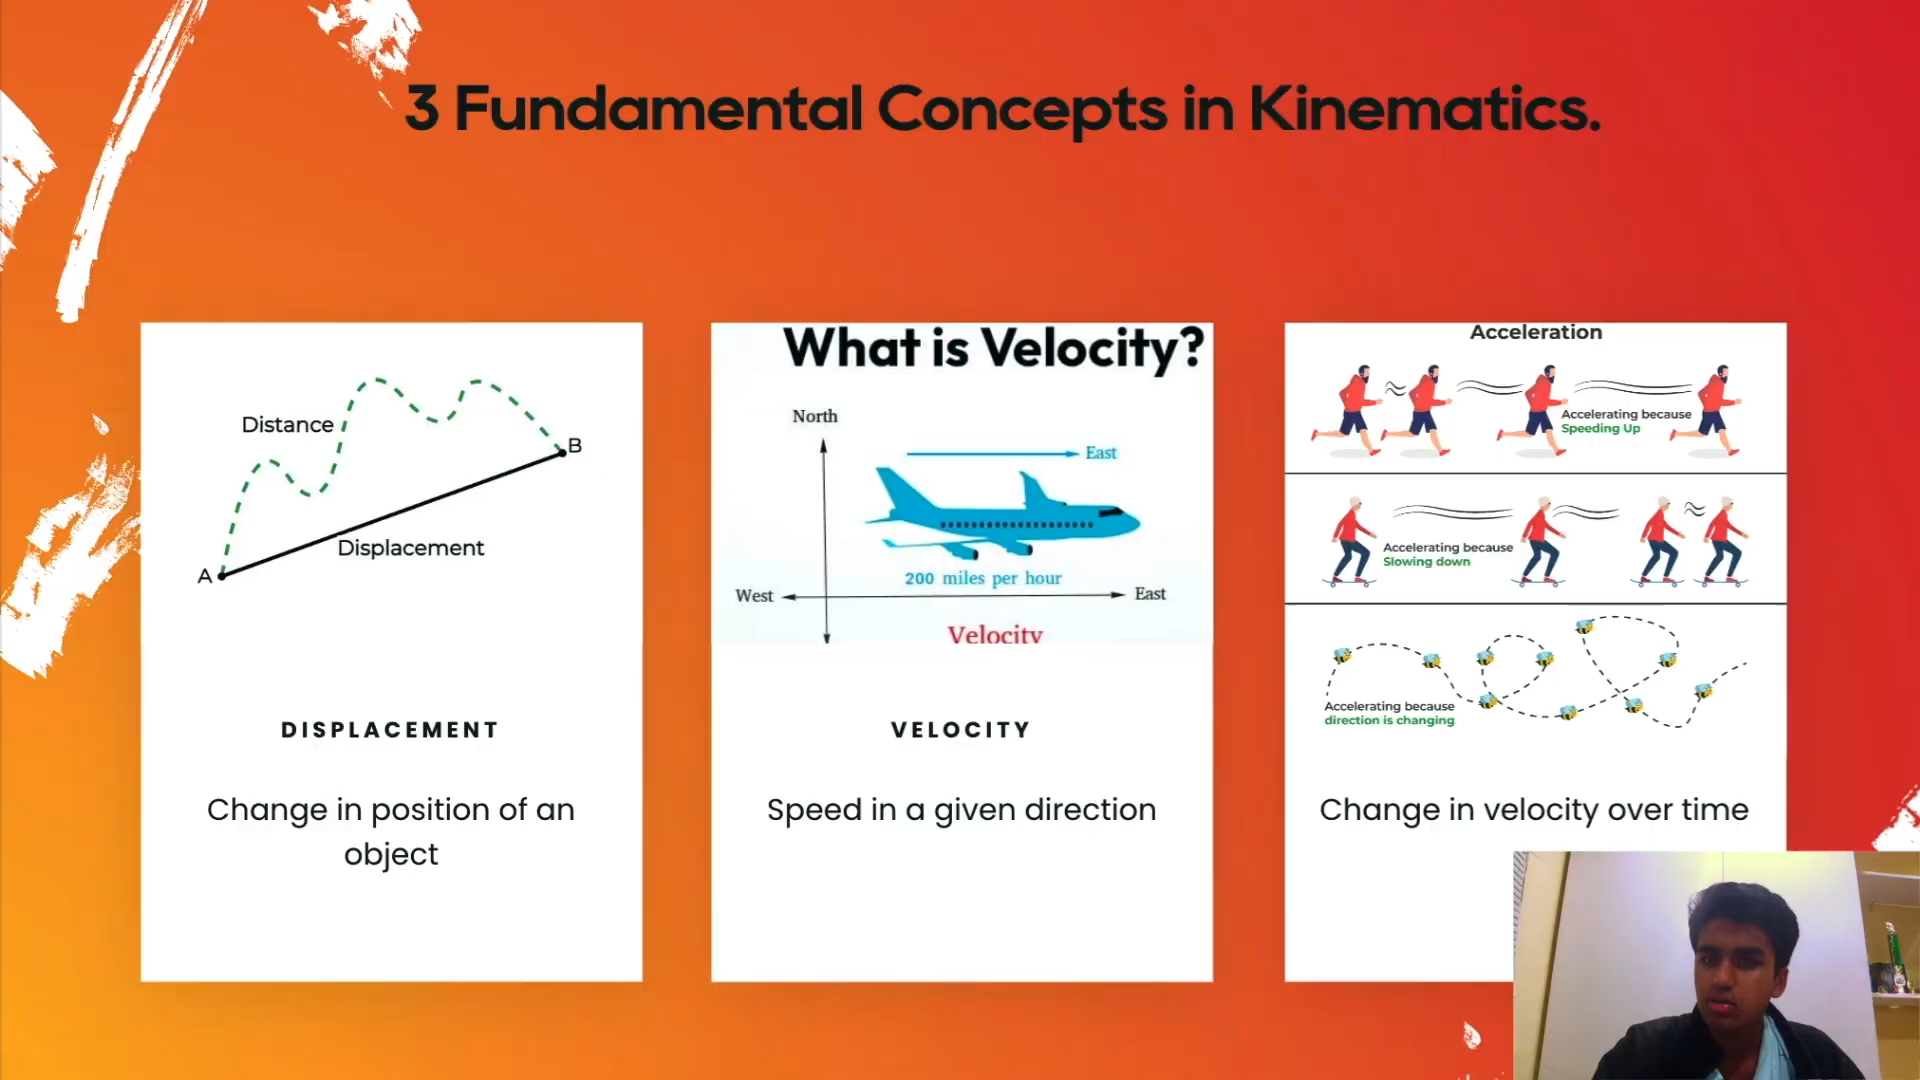 3 Fundamental Concepts in Kinematics.
Distance
B
Displacement
A
DISPLACEMENT
Change in position of an
object
What is Velocity?
North
East
200 miles per hour
West
East
Velocity
VELOCITY
Speed in a given direction
Acceleration
Accelerating because
Speeding Up
Accelerating because
Slowing down
Accelerating because
direction is changing
Change in velocity over time